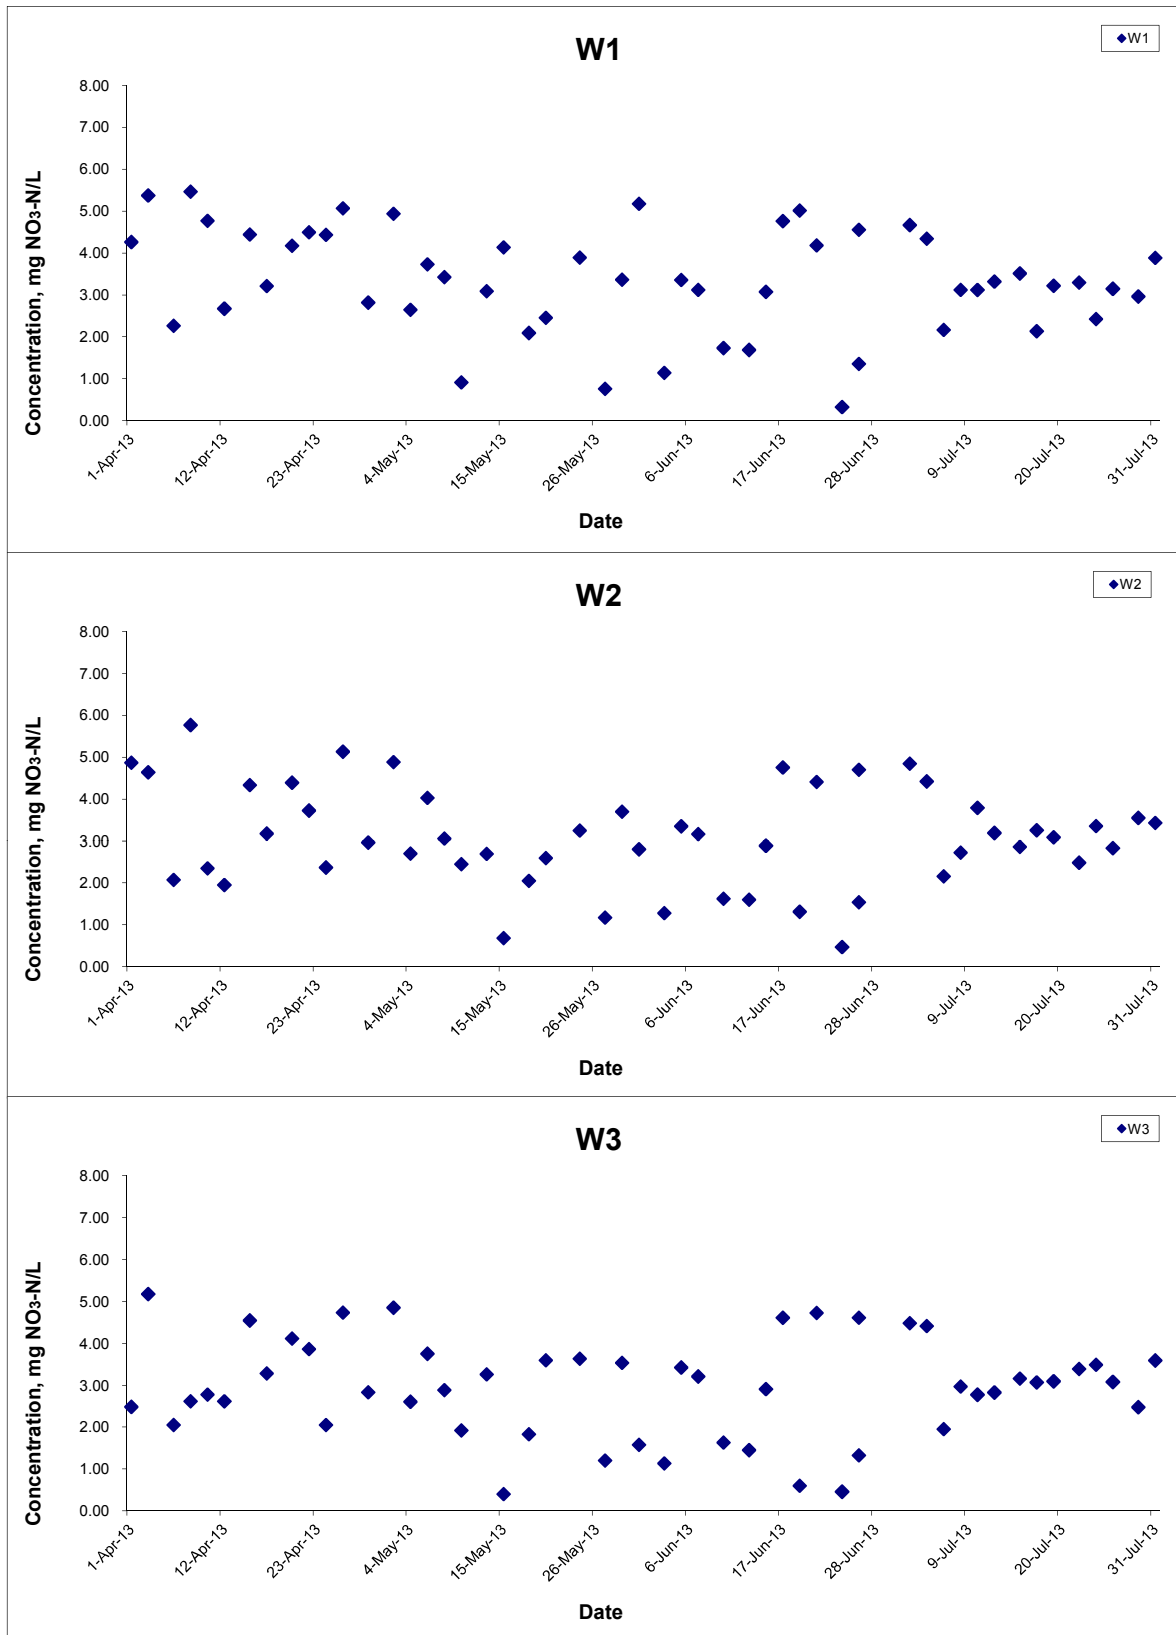 W1
W1
8.00
7.00
6.00
5.00
4.00
3.00
2.00
1.00
0.00
Concentration, mg NO3-N/L
1-Apr-13
12-Apr-13
23-Apr-13
4-May-13
15-May-13
26-May-13
6-Jun-13
17-Jun-13
28-Jun-13
9-Jul-13
20-Jul-13
31-Jul-13
Date
W2
W2
8.00
7.00
6.00
5.00
4.00
3.00
2.00
1.00
0.00
Concentration, mg NO3-N/L
1-Apr-13
12-Apr-13
23-Apr-13
4-May-13
15-May-13
26-May-13
6-Jun-13
17-Jun-13
28-Jun-13
9-Jul-13
20-Jul-13
31-Jul-13
Date
W3
W3
8.00
7.00
6.00
5.00
4.00
3.00
2.00
1.00
0.00
Concentration, mg NO3-N/L
1-Apr-13
12-Apr-13
23-Apr-13
4-May-13
15-May-13
26-May-13
6-Jun-13
17-Jun-13
28-Jun-13
9-Jul-13
20-Jul-13
31-Jul-13
Date